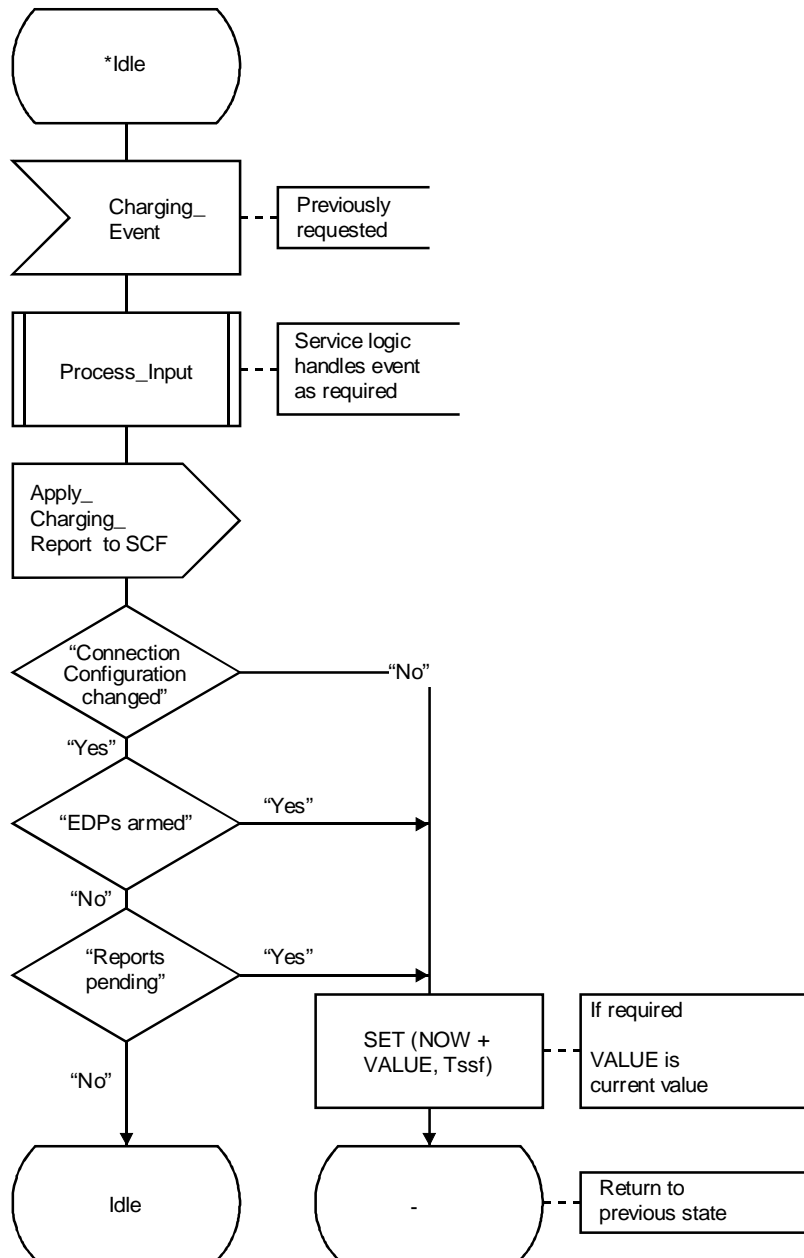 *Idle
Charging_
Event
Previously
requested
Process_Input
Service logic
handles event
as required
Apply_
Charging_
Report to SCF
“Connection
Configuration
changed”
“No”
“Yes”
“EDPs armed”
“Yes”
“No”
“Reports
pending”
“Yes”
SET (NOW +
VALUE, Tssf)
If required
VALUE is
current value
“No”
Idle
-
Return to
previous state